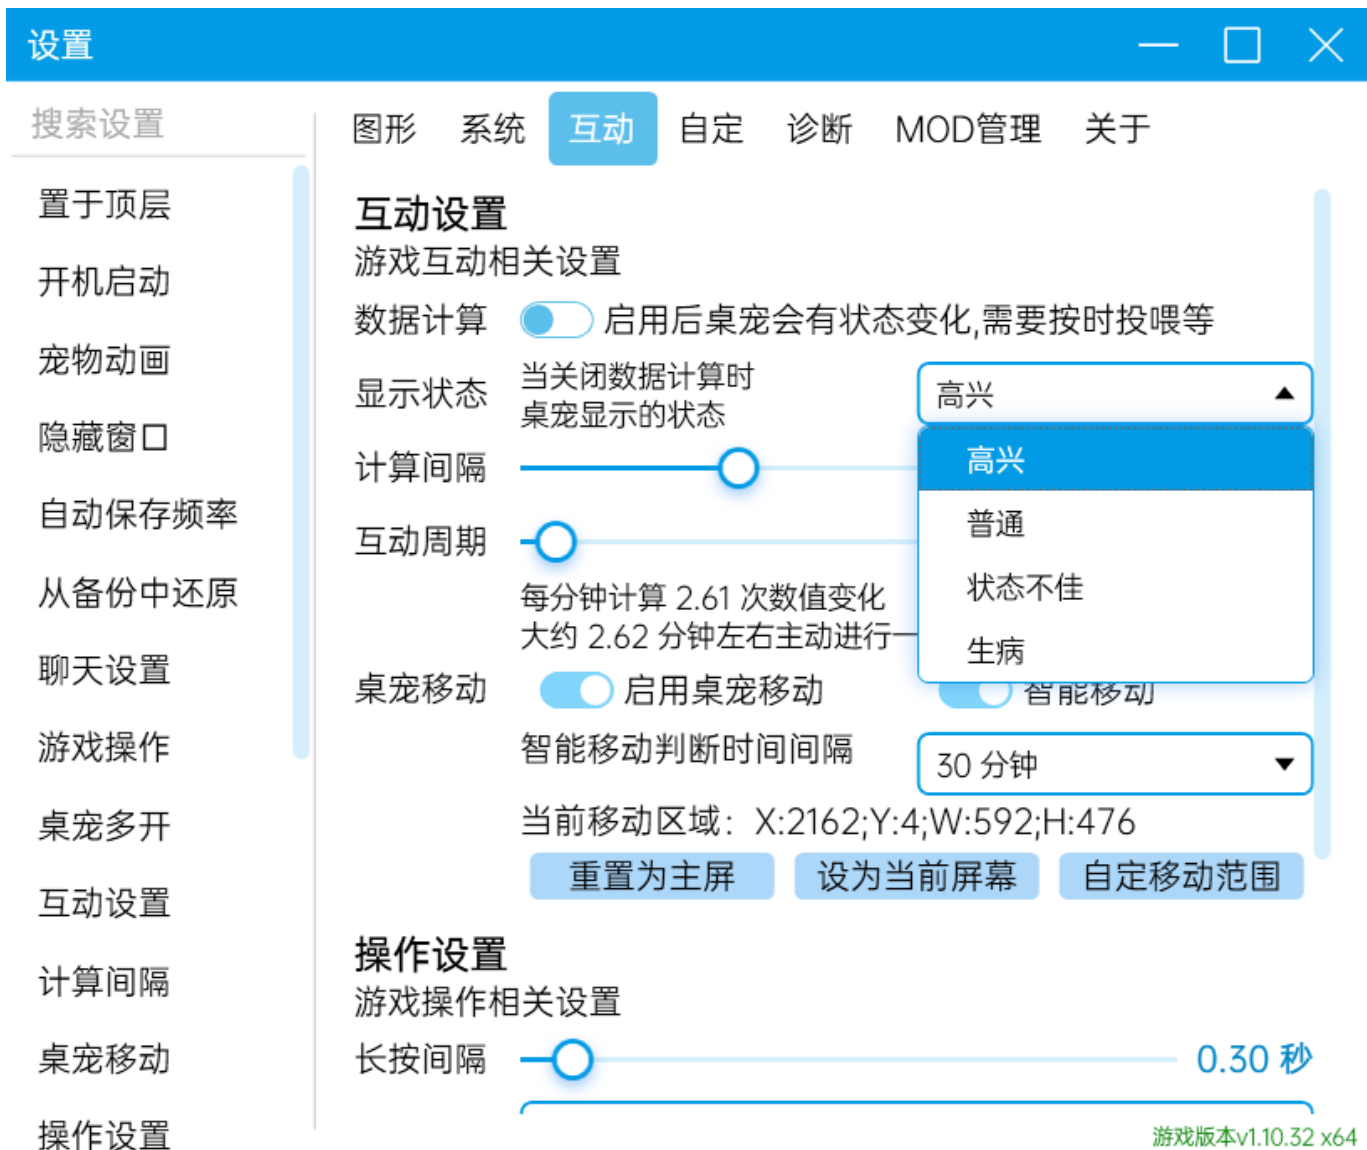 设置
搜索设置
置于顶层
开机启动
宠物动画
隐藏窗口
自动保存频率
从备份中还原
聊天设置
游戏操作
桌宠多开
互动设置
计算间隔
桌宠移动
操作设置
图形 系统 互动 自定 诊断 MOD管理 关于
互动设置
游戏互动相关设置
数据计算 启用后桌宠会有状态变化,需要按时投喂等
显示状态 当关闭数据计算时
桌宠显示的状态
高兴
高兴
普通
状态不佳
生病
计算间隔
互动周期
每分钟计算 2.61 次数值变化
大约 2.62 分钟左右主动进行一
桌宠移动 启用桌宠移动 智能移动
智能移动判断时间间隔 30 分钟
当前移动区域：X:2162;Y:4;W:592;H:476
重置为主屏 设为当前屏幕 自定移动范围
操作设置
游戏操作相关设置
长按间隔 0.30 秒
游戏版本v1.10.32 x64